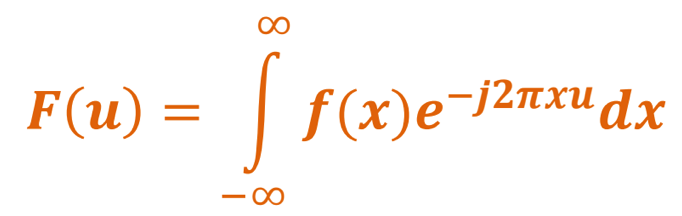 F(u) = ∫_{-∞}^{∞} f(x)e^{-j2πxu}dx